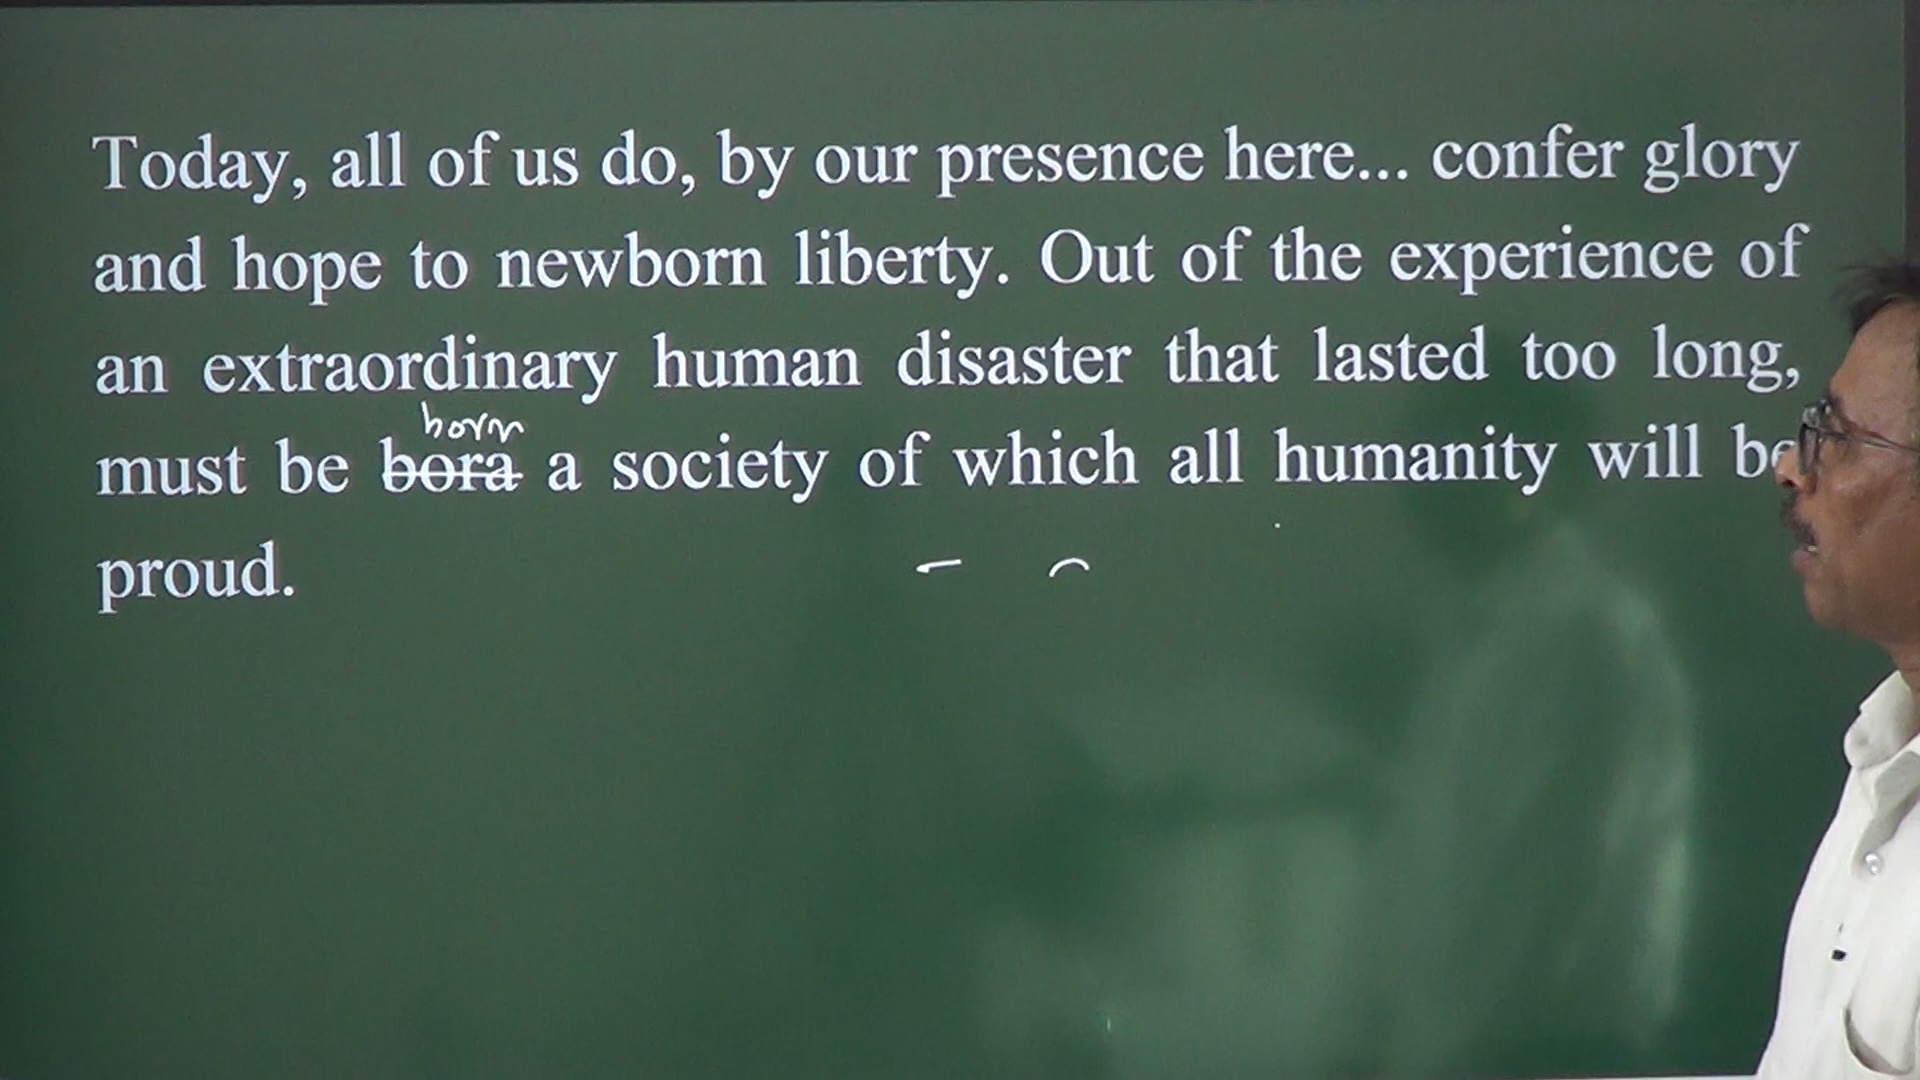 Today, all of us do, by our presence here... confer glory
and hope to newborn liberty. Out of the experience of
an extraordinary human disaster that lasted too long,
born
must be bora a society of which all humanity will be
proud.